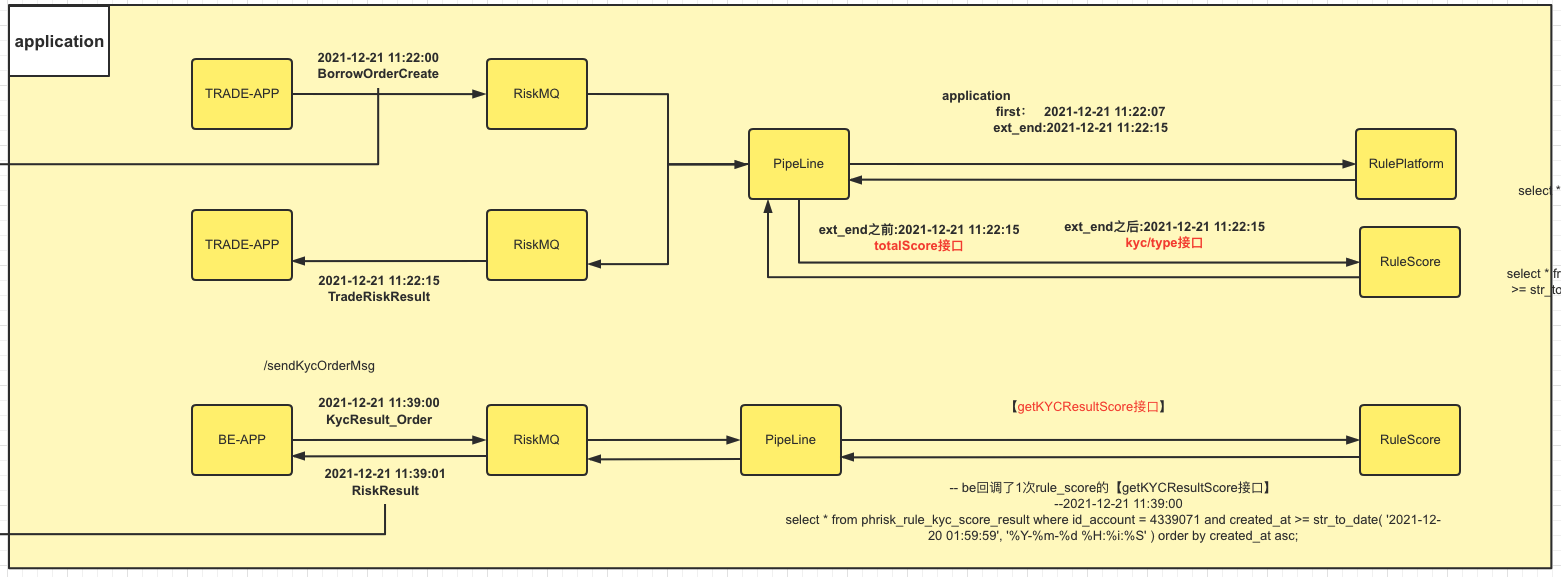 application
2021-12-21 11:22:00
BorrowOrderCreate
TRADE-APP
RiskMQ
application
first： 2021-12-21 11:22:07
ext_end:2021-12-21 11:22:15
PipeLine
RulePlatform
select *
TRADE-APP
RiskMQ
2021-12-21 11:22:15
TradeRiskResult
ext_end之前:2021-12-21 11:22:15
totalScore接口
ext_end之后:2021-12-21 11:22:15
kyc/type接口
RuleScore
select * fr
>= str_to
/sendKycOrderMsg
2021-12-21 11:39:00
KycResult_Order
BE-APP
RiskMQ
PipeLine
【getKYCResultScore接口】
RuleScore
2021-12-21 11:39:01
RiskResult
-- be回调了1次rule_score的【getKYCResultScore接口】
--2021-12-21 11:39:00
select * from phrisk_rule_kyc_score_result where id_account = 4339071 and created_at >= str_to_date( '2021-12-
20 01:59:59', '%Y-%m-%d %H:%i:%S' ) order by created_at asc;